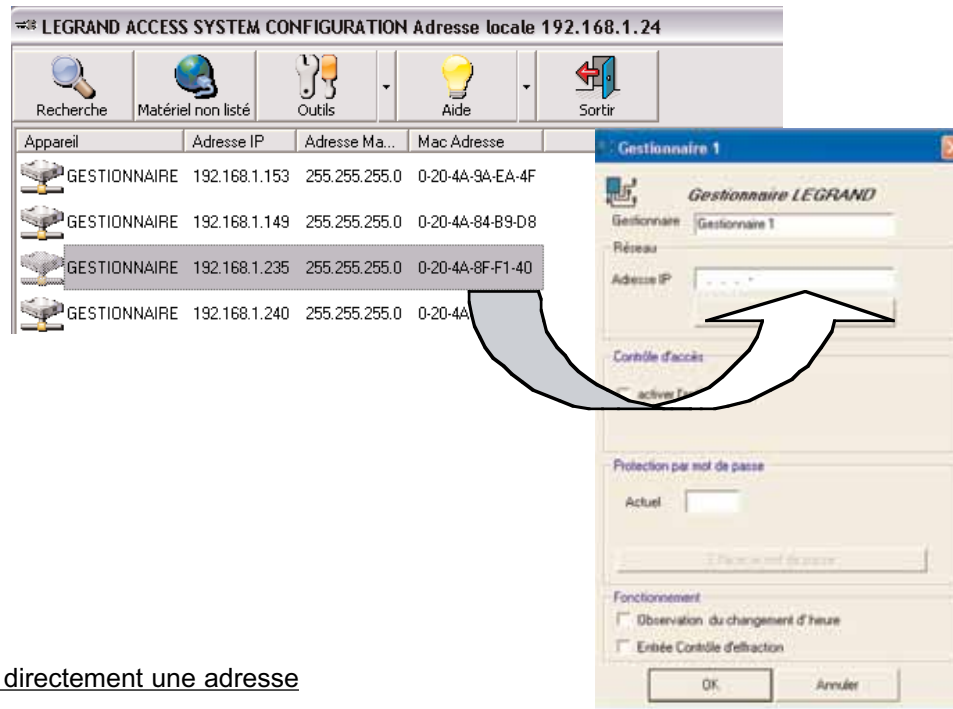 LEGRAND ACCESS SYSTEM CONFIGURATION Adresse locale 192.168.1.24
Recherche Matériel non listé Outils Aide Sortir
Appareil Adresse IP Adresse Ma... Mac Adresse
GESTIONNAIRE 192.168.1.153 255.255.255.0 0-20-4A-9A-EA-4F
GESTIONNAIRE 192.168.1.149 255.255.255.0 0-20-4A-84-B9-D8
GESTIONNAIRE 192.168.1.235 255.255.255.0 0-20-4A-8F-F1-40
GESTIONNAIRE 192.168.1.240 255.255.255.0 0-20-4A
Gestionnaire 1
Gestionnaire LEGRAND
Gestionnaire Gestionnaire 1
Réseau
Adresse IP . . . .
Contrôle d'accès
activer
Protection par mot de passe
Actuel
Fonctionnement
Observation du changement d'heure
Entrée Contrôle d'effraction
OK Annuler
directement une adresse